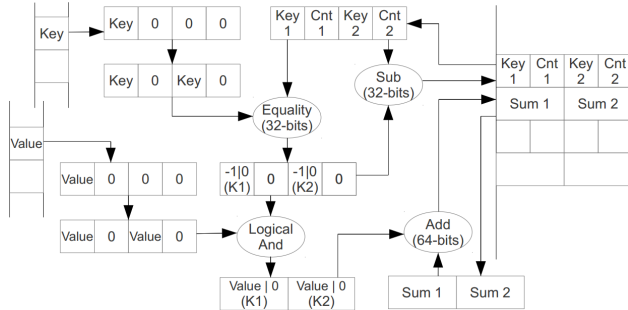 Key
Key 0 0 0
Key 1 Cnt 1 Key 2 Cnt 2
Key 0 Key 0
Sub
(32-bits)
Key 1 Cnt 1 Key 2 Cnt 2
Sum 1 Sum 2
Equality
(32-bits)
Value
Value 0 0 0
-1|0 (K1) 0 -1|0 (K2) 0
Value 0 Value 0
Logical
And
Add
(64-bits)
Value | 0 (K1) Value | 0 (K2)
Sum 1 Sum 2